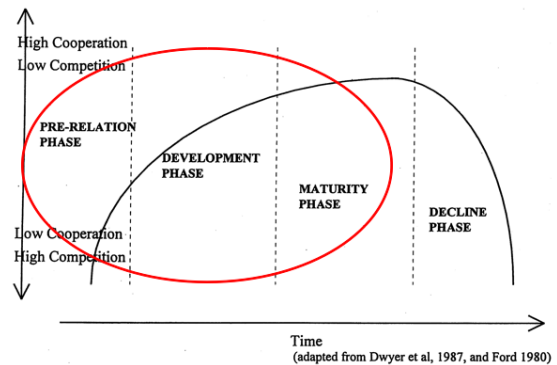 High Cooperation
Low Competition
PRE-RELATION
PHASE
DEVELOPMENT
PHASE
MATURITY
PHASE
DECLINE
PHASE
Low Cooperation
High Competition
Time
(adapted from Dwyer et al, 1987, and Ford 1980)